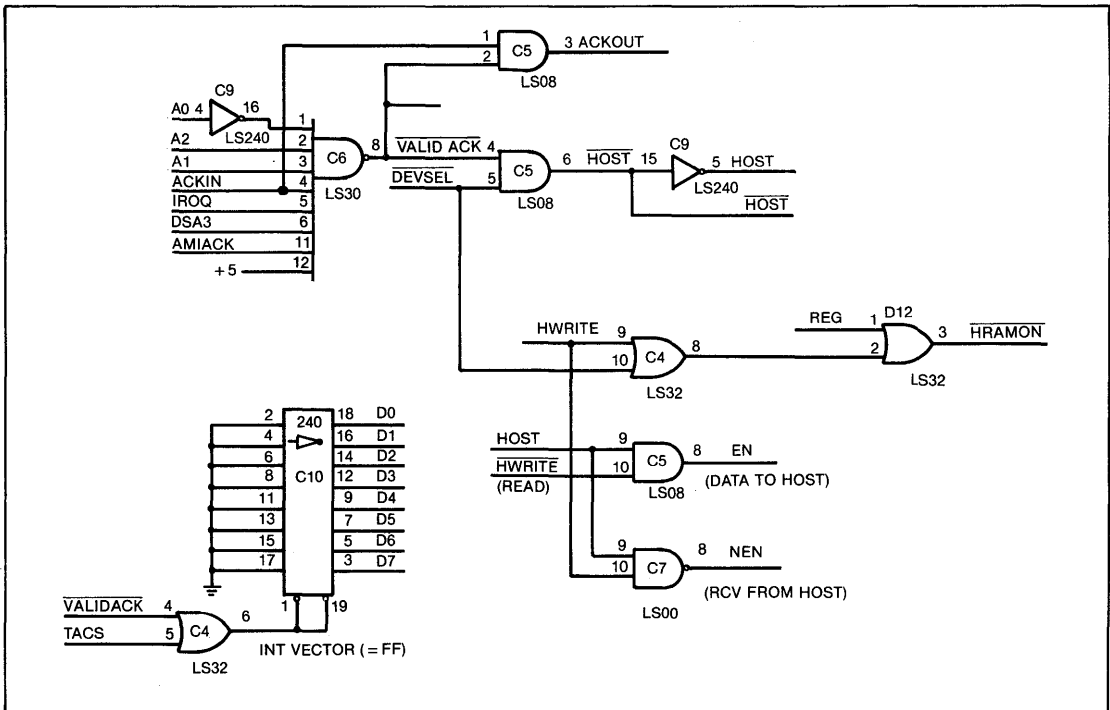 1 C5 3 ACKOUT
2
LS08
C9
A0 4 16 1
LS240
A2 2 C6 8 VALID ACK 4 C5 6 HOST 15 C9 5 HOST
A1 3 DEVSEL 5 LS240
ACKIN 4 LS30 LS08 HOST
IROQ 5
DSA3 6
AMIACK 11
+5 12
HWRITE 9 C4 8
10
LS32
REG 1 D12 3 HRAMON
2
LS32
2 240 18 D0
4 16 D1
6 14 D2
8 C10 12 D3
11 9 D4
13 7 D5
15 5 D6
17 3 D7
1 19
HOST 9 C5 8 EN
HWRITE 10
(READ) LS08 (DATA TO HOST)
9 C7 8 NEN
10
LS00 (RCV FROM HOST)
VALIDACK 4 C4 6
TACS 5
LS32
INT VECTOR (=FF)